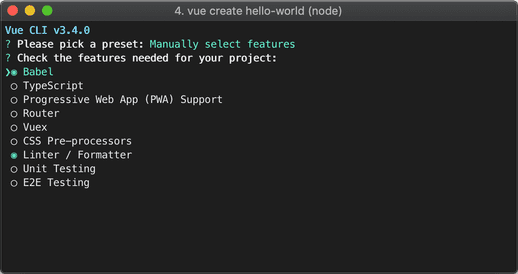 4. vue create hello-world (node)
Vue CLI v3.4.0
? Please pick a preset: Manually select features
? Check the features needed for your project:
❯◉ Babel
◯ TypeScript
◯ Progressive Web App (PWA) Support
◯ Router
◯ Vuex
◯ CSS Pre-processors
◉ Linter / Formatter
◯ Unit Testing
◯ E2E Testing